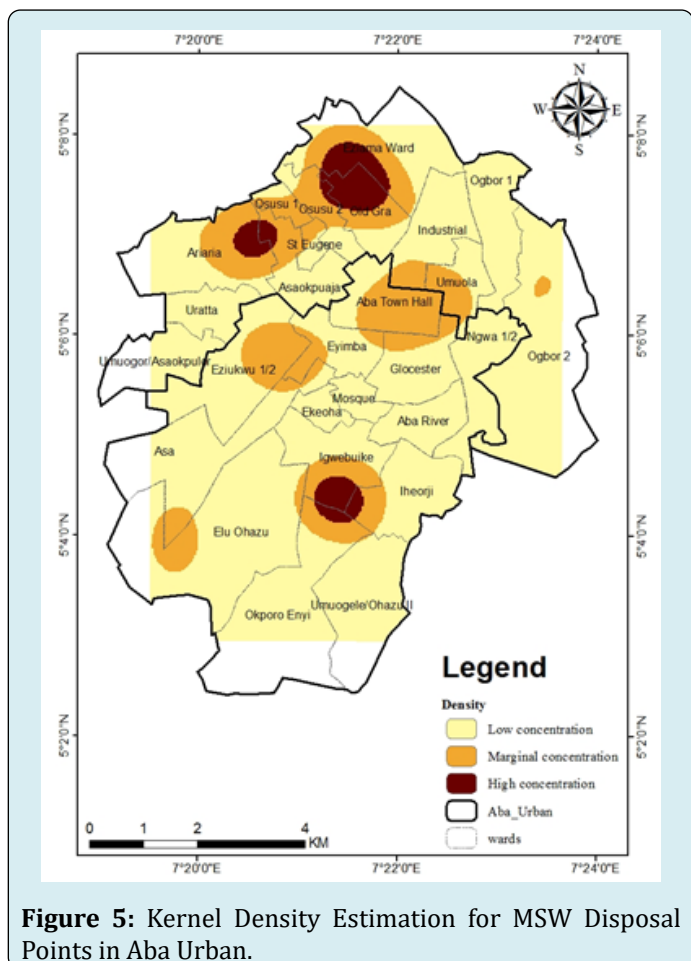 7°20'0"E 7°22'0"E 7°24'0"E
N
W E
S
5°8'0"N 5°8'0"N
Eziama Ward
Ogbor 1
Osusu 1
Osusu 2 Old Gra
Industrial
St Eugene
Ariaria
Asaokpuaja
Umuola
Aba Town Hall
Uratta
5°6'0"N 5°6'0"N
Eyimba
Ngwa 1/2
Umuogor/Asaokpulor
Ogbor 2
Eziukwu 1/2
Glocester
Mosque
Ekeoha
Aba River
Asa
Igwebuike
Iheorji
Elu Ohazu
5°4'0"N 5°4'0"N
Umuogele/Ohazu II
Okporo Enyi
Legend
Density
Low concentration
Marginal concentration
High concentration
Aba_Urban
wards
5°2'0"N 5°2'0"N
0 1 2 4
KM
7°20'0"E 7°22'0"E 7°24'0"E
Figure 5: Kernel Density Estimation for MSW Disposal
Points in Aba Urban.